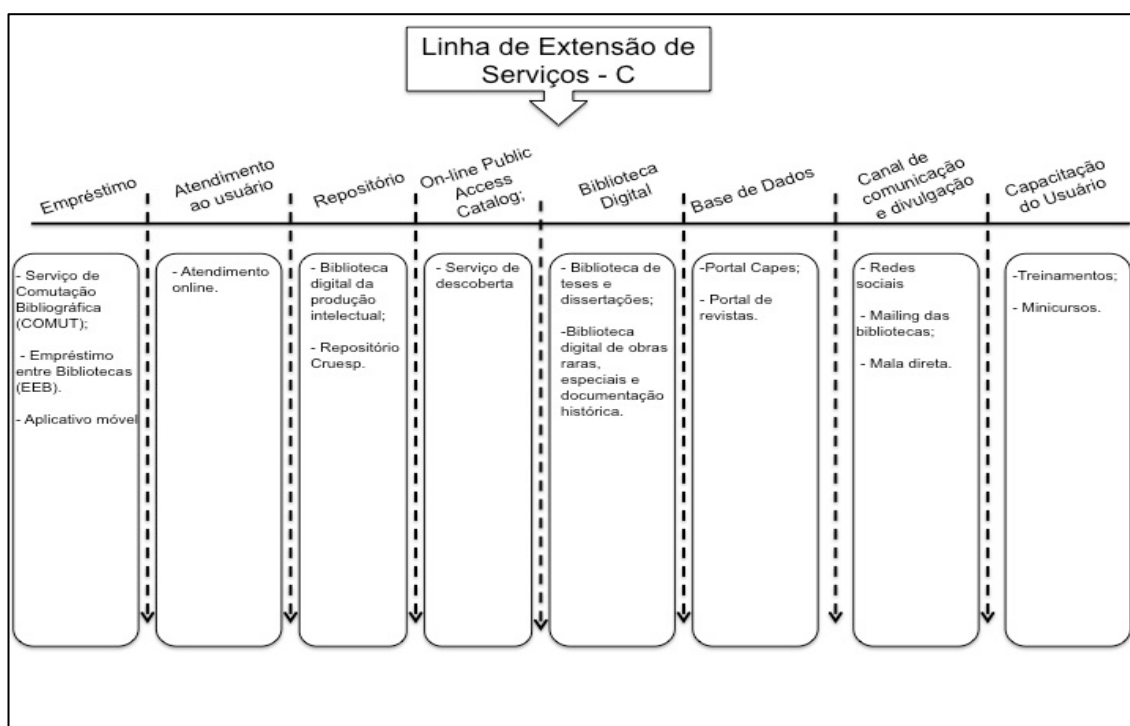 Linha de Extensão de
Serviços - C
Empréstimo
Atendimento
ao usuário
Repositório
On-line Public
Access
Catalog;
Biblioteca
Digital
Base de Dados
Canal de
comunicação
e divulgação
Capacitação
do Usuário
- Serviço de
Comutação
Bibliográfica
(COMUT);
- Empréstimo
entre Bibliotecas
(EEB).
- Aplicativo móvel
- Atendimento
online.
- Biblioteca
digital da
produção
intelectual;
- Repositório
Cruesp.
- Serviço de
descoberta
- Biblioteca de
teses e
dissertações;
-Biblioteca
digital de obras
raras,
especiais e
documentação
histórica.
-Portal Capes;
- Portal de
revistas.
- Redes
sociais
- Mailing das
bibliotecas;
- Mala direta.
-Treinamentos;
- Minicursos.